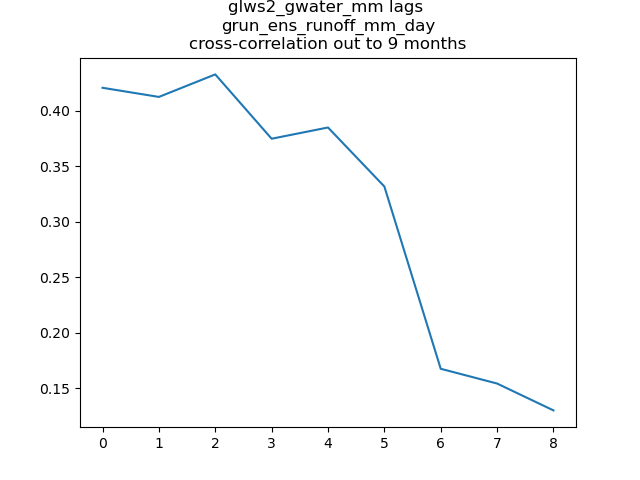 glws2_gwater_mm lags
grun_ens_runoff_mm_day
cross-correlation out to 9 months
0.40
0.35
0.30
0.25
0.20
0.15
0 1 2 3 4 5 6 7 8